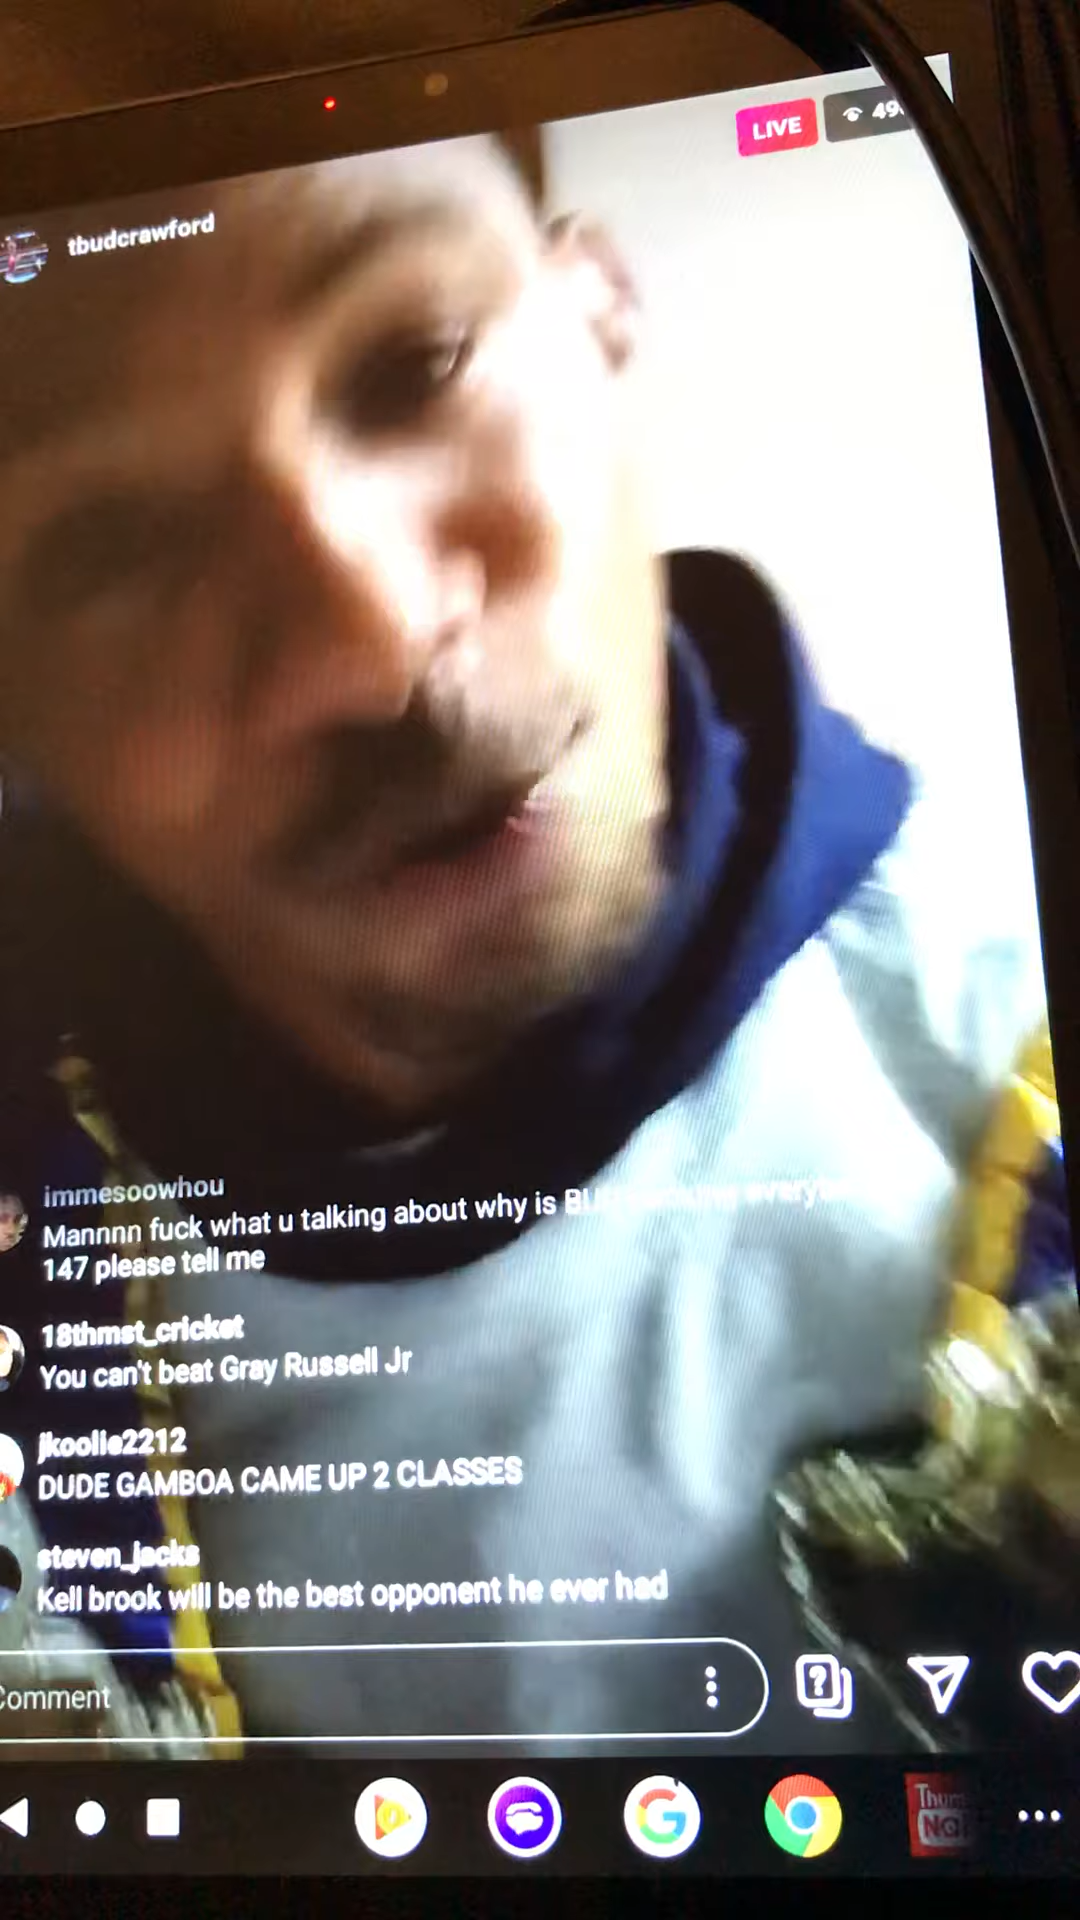 LIVE
tbudcrawford
immesoowhou
Mannnn fuck what u talking about why is
147 please tell me
18thmst_cricket
You can't beat Gray Russell Jr
jkoolie2212
DUDE GAMBOA CAME UP 2 CLASSES
steven_jacks
Kell brook will be the best opponent he ever had
Comment